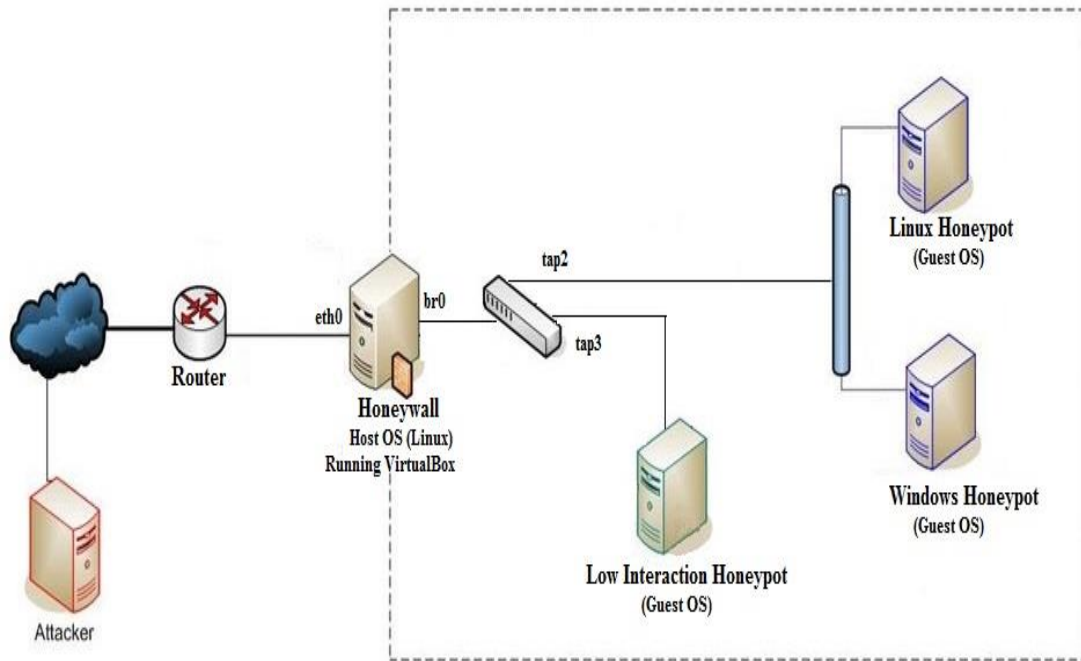 Linux Honeypot
(Guest OS)
tap2
br0
eth0
tap3
Router
Honeywall
Host OS (Linux)
Running VirtualBox
Windows Honeypot
(Guest OS)
Low Interaction Honeypot
(Guest OS)
Attacker